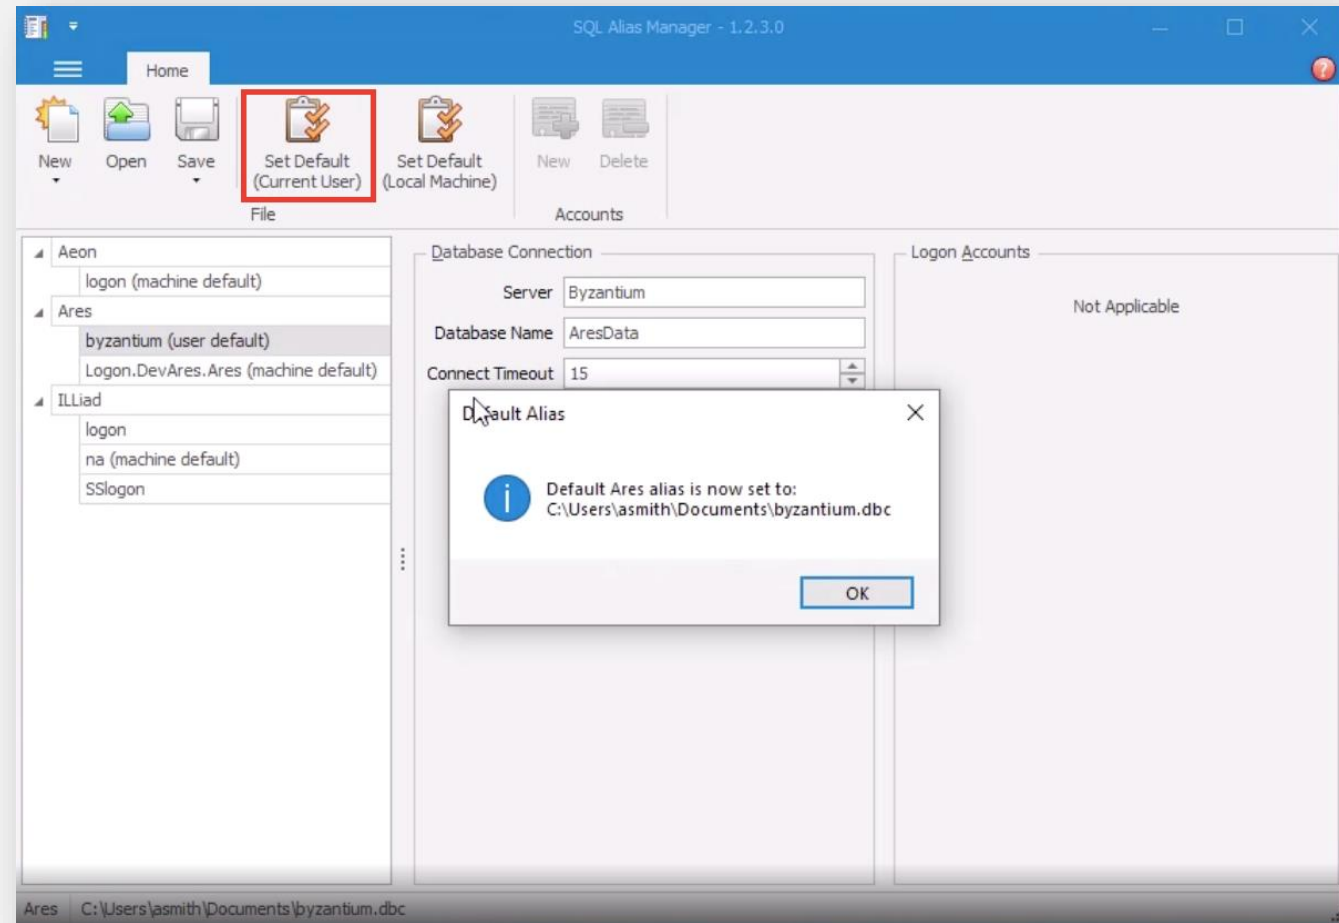 SQL Alias Manager - 1.2.3.0
Home
?
New
Open
Save
Set Default
(Current User)
Set Default
(Local Machine)
New
Delete
File
Accounts
Aeon
logon (machine default)
Ares
byzantium (user default)
Logon.DevAres.Ares (machine default)
ILLiad
logon
na (machine default)
SSlogon
Database Connection
Server Byzantium
Database Name AresData
Connect Timeout 15
Logon Accounts
Not Applicable
Default Alias
i
Default Ares alias is now set to:
C:\Users\asmith\Documents\byzantium.dbc
OK
Ares C:\Users\asmith\Documents\byzantium.dbc